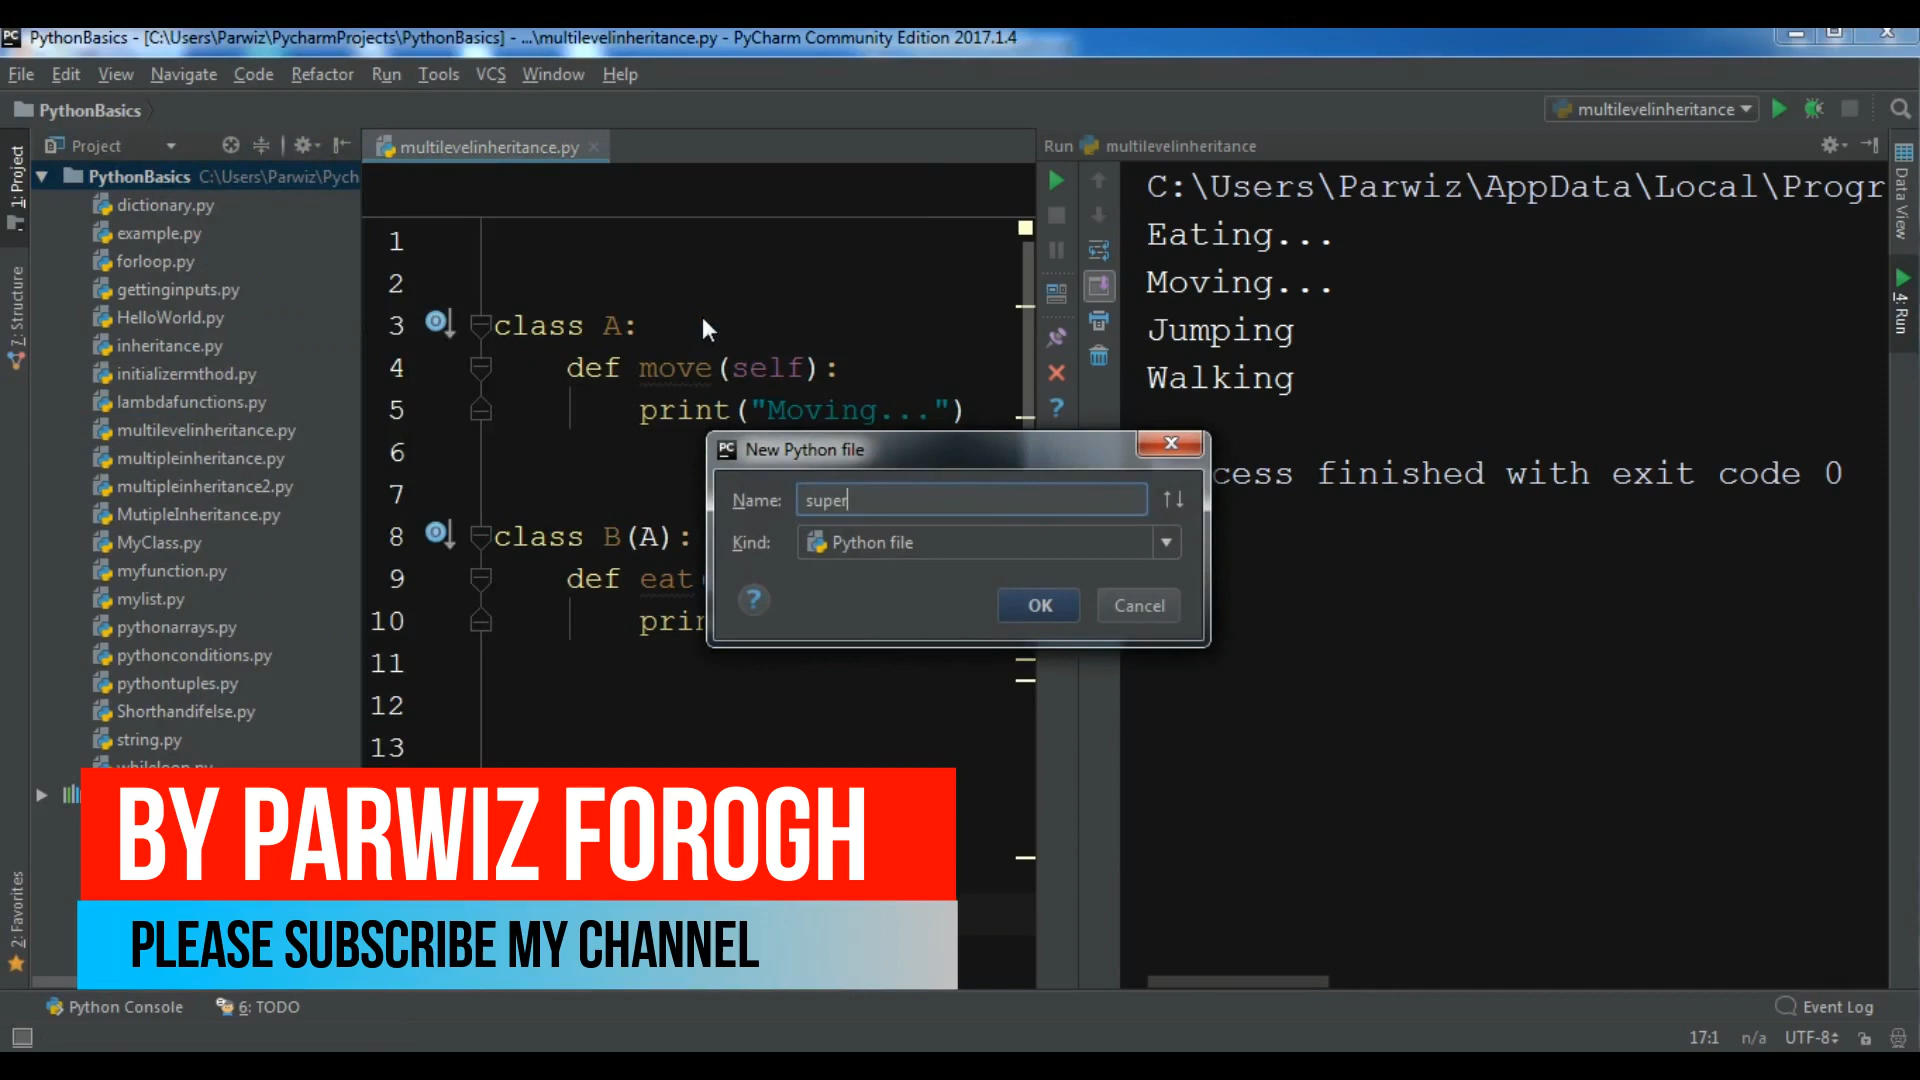 PythonBasics - [C:\Users\Parwiz\PycharmProjects\PythonBasics] - ...\multilevelinheritance.py - PyCharm Community Edition 2017.1.4
File Edit View Navigate Code Refactor Run Tools VCS Window Help
PythonBasics
multilevelinheritance
Project
multilevelinheritance.py
Run multilevelinheritance
1: Project
7: Structure
2: Favorites
PythonBasics C:\Users\Parwiz\Pych
dictionary.py
example.py
forloop.py
gettinginputs.py
HelloWorld.py
inheritance.py
initializermthod.py
lambdafunctions.py
multilevelinheritance.py
multipleinheritance.py
multipleinheritance2.py
MutipleInheritance.py
MyClass.py
myfunction.py
mylist.py
pythonarrays.py
pythonconditions.py
pythontuples.py
Shorthandifelse.py
string.py
whileloop.py
1
2
3 class A:
4 def move(self):
5 print("Moving...")
6
7
8 class B(A):
9 def eat
10 prin
11
12
13
C:\Users\Parwiz\AppData\Local\Progr
Eating...
Moving...
Jumping
Walking
cess finished with exit code 0
Data View
4: Run
New Python file
Name: super
Kind: Python file
OK Cancel
BY PARWIZ FOROGH
PLEASE SUBSCRIBE MY CHANNEL
Python Console 6: TODO
Event Log
17:1 n/a UTF-8